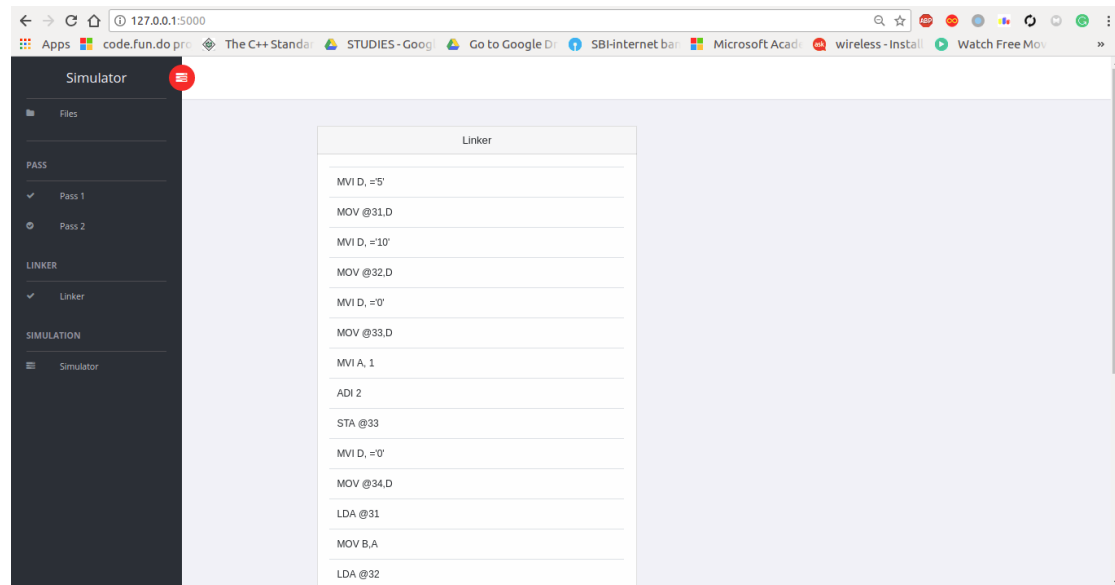 127.0.0.1:5000
Apps code.fun.do pro The C++ Standar STUDIES - Googl Go to Google Dr SBI-internet ban Microsoft Acade wireless - Install Watch Free Mov »
Simulator
Files
PASS
Pass 1
Pass 2
LINKER
Linker
SIMULATION
Simulator
Linker
MVI D, ='5'
MOV @31,D
MVI D, ='10'
MOV @32,D
MVI D, ='0'
MOV @33,D
MVI A, 1
ADI 2
STA @33
MVI D, ='0'
MOV @34,D
LDA @31
MOV B,A
LDA @32